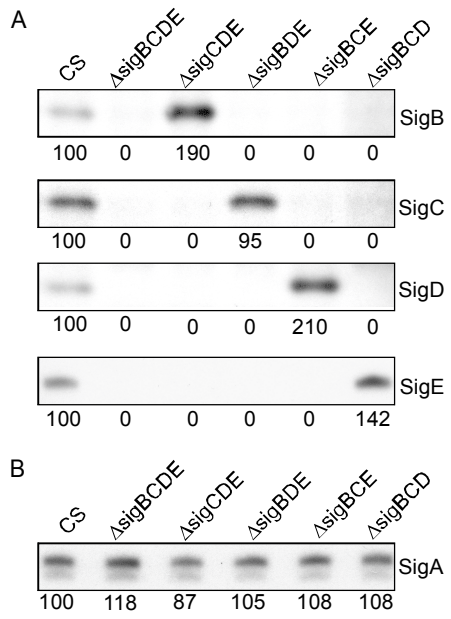 A
CS ΔsigBCDE ΔsigCDE ΔsigBDE ΔsigBCE ΔsigBCD
SigB
100 0 190 0 0 0
SigC
100 0 0 95 0 0
SigD
100 0 0 0 210 0
SigE
100 0 0 0 0 142
B
CS ΔsigBCDE ΔsigCDE ΔsigBDE ΔsigBCE ΔsigBCD
SigA
100 118 87 105 108 108